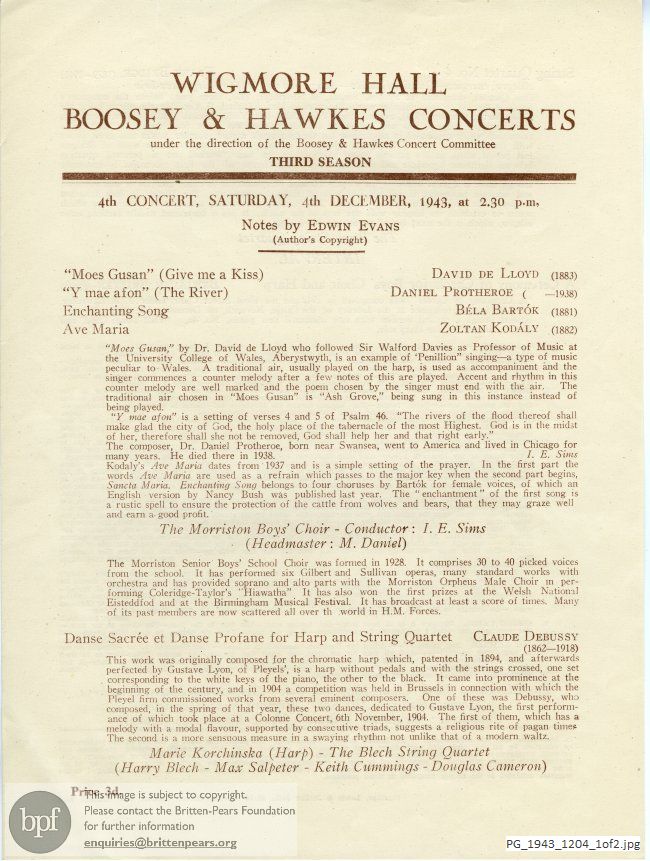 WIGMORE HALL
BOOSEY & HAWKES CONCERTS
under the direction of the Boosey & Hawkes Concert Committee
THIRD SEASON
4th CONCERT, SATURDAY, 4th DECEMBER, 1943, at 2.30 p.m,
Notes by EDWIN EVANS
(Author's Copyright)
"Moes Gusan" (Give me a Kiss) DAVID DE LLOYD (1883)
"Y mae afon" (The River) DANIEL PROTHEROE ( —1938)
Enchanting Song BÉLA BARTÓK (1881)
Ave Maria ZOLTAN KODÁLY (1882)
"Moes Gusan," by Dr. David de Lloyd who followed Sir Walford Davies as Professor of Music at
the University College of Wales, Aberystwyth, is an example of 'Penillion" singing—a type of music
peculiar to Wales. A traditional air, usually played on the harp, is used as accompaniment and the
singer commences a counter melody after a few notes of this are played. Accent and rhythm in this
counter melody are well marked and the poem chosen by the singer must end with the air. The
traditional air chosen in "Moes Gusan" is "Ash Grove," being sung in this instance instead of
being played.
"Y mae afon" is a setting of verses 4 and 5 of Psalm 46. "The rivers of the flood thereof shall
make glad the city of God, the holy place of the tabernacle of the most Highest. God is in the midst
of her, therefore shall she not be removed, God shall help her and that right early."
The composer, Dr. Daniel Protheroe, born near Swansea, went to America and lived in Chicago for
many years. He died there in 1938. I. E. Sims
Kodaly's Ave Maria dates from 1937 and is a simple setting of the prayer. In the first part the
words Ave Maria are used as a refrain which passes to the major key when the second part begins,
Sancta Maria. Enchanting Song belongs to four choruses by Bartók for female voices, of which an
English version by Nancy Bush was published last year. The "enchantment" of the first song is
a rustic spell to ensure the protection of the cattle from wolves and bears, that they may graze well
and earn a good profit.
The Morriston Boys' Choir - Conductor : I. E. Sims
(Headmaster : M. Daniel)
The Morriston Senior Boys' School Choir was formed in 1928. It comprises 30 to 40 picked voices
from the school. It has performed six Gilbert and Sullivan operas, many standard works with
orchestra and has provided soprano and alto parts with the Morriston Orpheus Male Choir in per-
forming Coleridge-Taylor's "Hiawatha" It has also won the first prizes at the Welsh National
Eisteddfod and at the Birmingham Musical Festival. It has broadcast at least a score of times. Many
of its past members are now scattered all over th world in H.M. Forces.
Danse Sacrée et Danse Profane for Harp and String Quartet CLAUDE DEBUSSY
(1862—1918)
This work was originally composed for the chromatic harp which, patented in 1894, and afterwards
perfected by Gustave Lyon, of Pleyels', is a harp without pedals and with the strings crossed, one set
corresponding to the white keys of the piano, the other to the black. It came into prominence at the
beginning of the century, and in 1904 a competition was held in Brussels in connection with which the
Pleyel firm commissioned works from several eminent composers. One of these was Debussy, who
composed, in the spring of that year, these two dances, dedicated to Gustave Lyon, the first perform-
ance of which took place at a Colonne Concert, 6th November, 1904. The first of them, which has a
melody with a modal flavour, supported by consecutive triads, suggests a religious rite of pagan times
The second is a more sensuous measure in a swaying rhythm not unlike that of a modern waltz.
Marie Korchinska (Harp) - The Blech String Quartet
(Harry Blech - Max Salpeter - Keith Cummings - Douglas Cameron)
Price 3d.
This image is subject to copyright.
Please contact the Britten-Pears Foundation
for further information
enquiries@brittenpears.org
bpf
PG_1943_1204_1of2.jpg